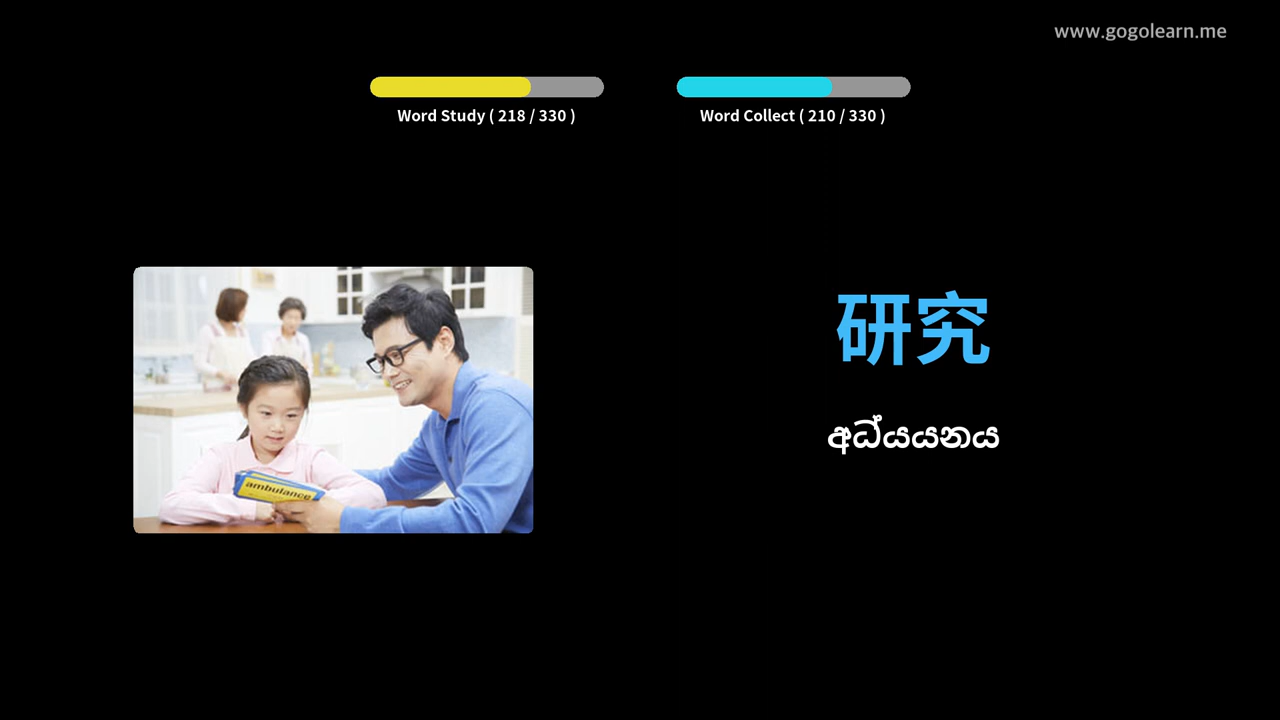 www.gogolearn.me
Word Study ( 218 / 330 )
Word Collect ( 210 / 330 )
研究
අධ්යයනය
ambulance